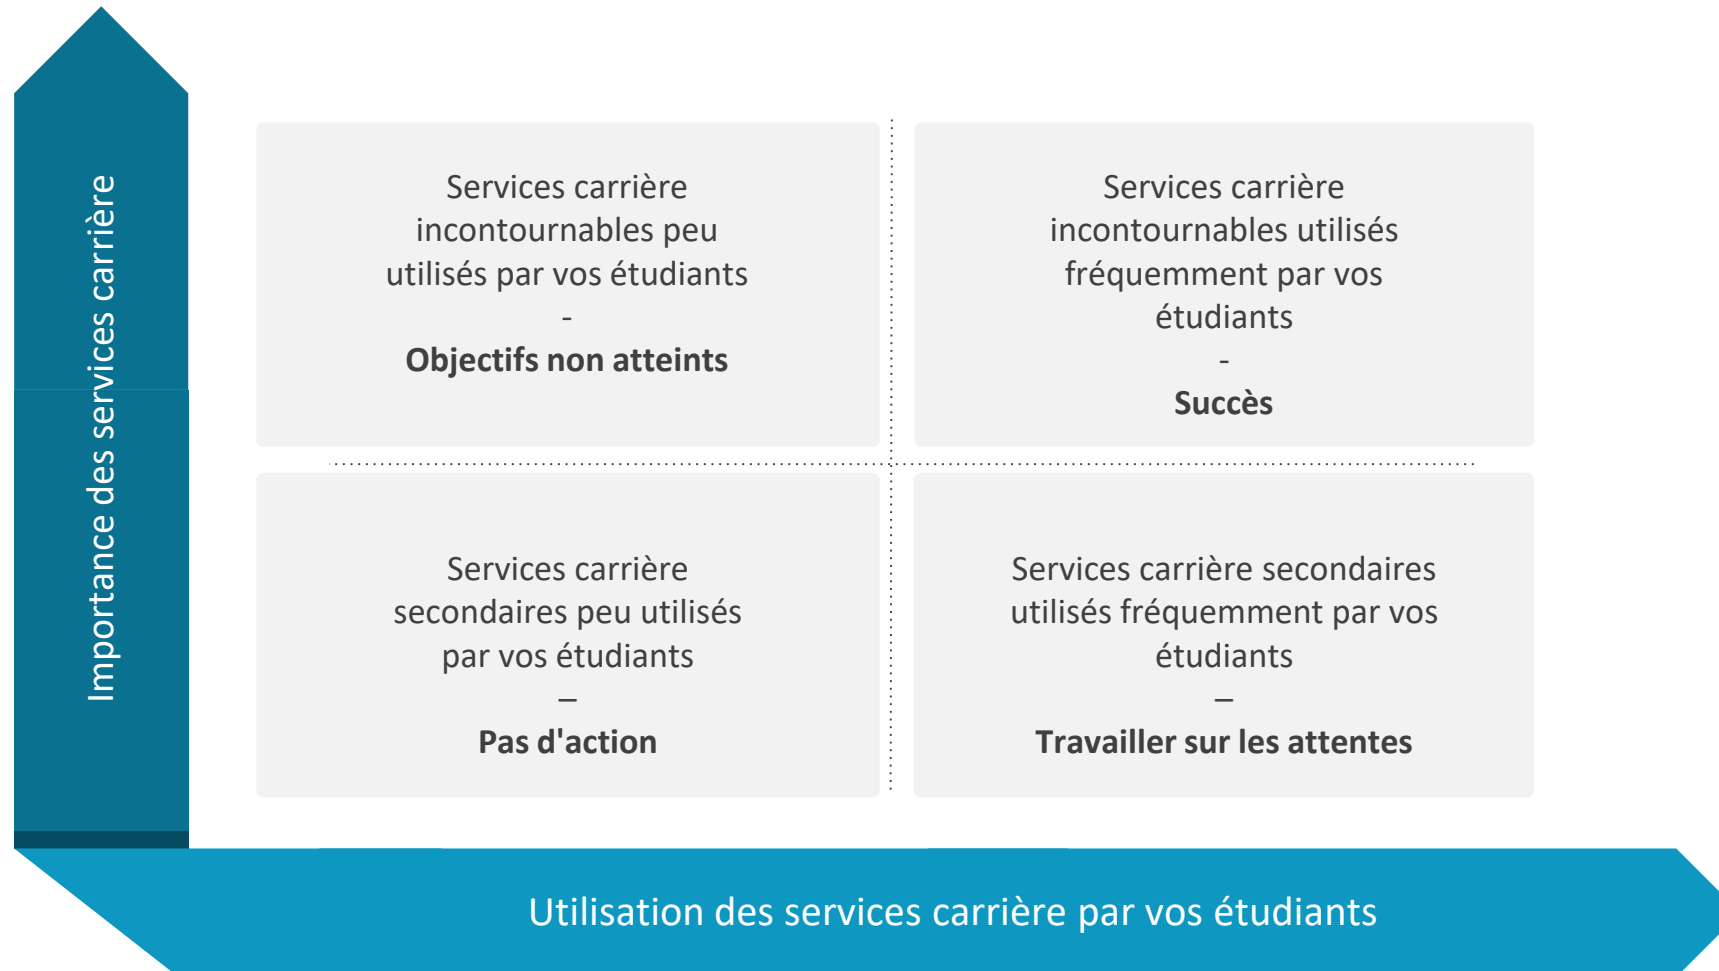 Importance des services carrière
Services carrière
incontournables peu
utilisés par vos étudiants
-
Objectifs non atteints
Services carrière
incontournables utilisés
fréquemment par vos
étudiants
-
Succès
Services carrière
secondaires peu utilisés
par vos étudiants
–
Pas d'action
Services carrière secondaires
utilisés fréquemment par vos
étudiants
–
Travailler sur les attentes
Utilisation des services carrière par vos étudiants